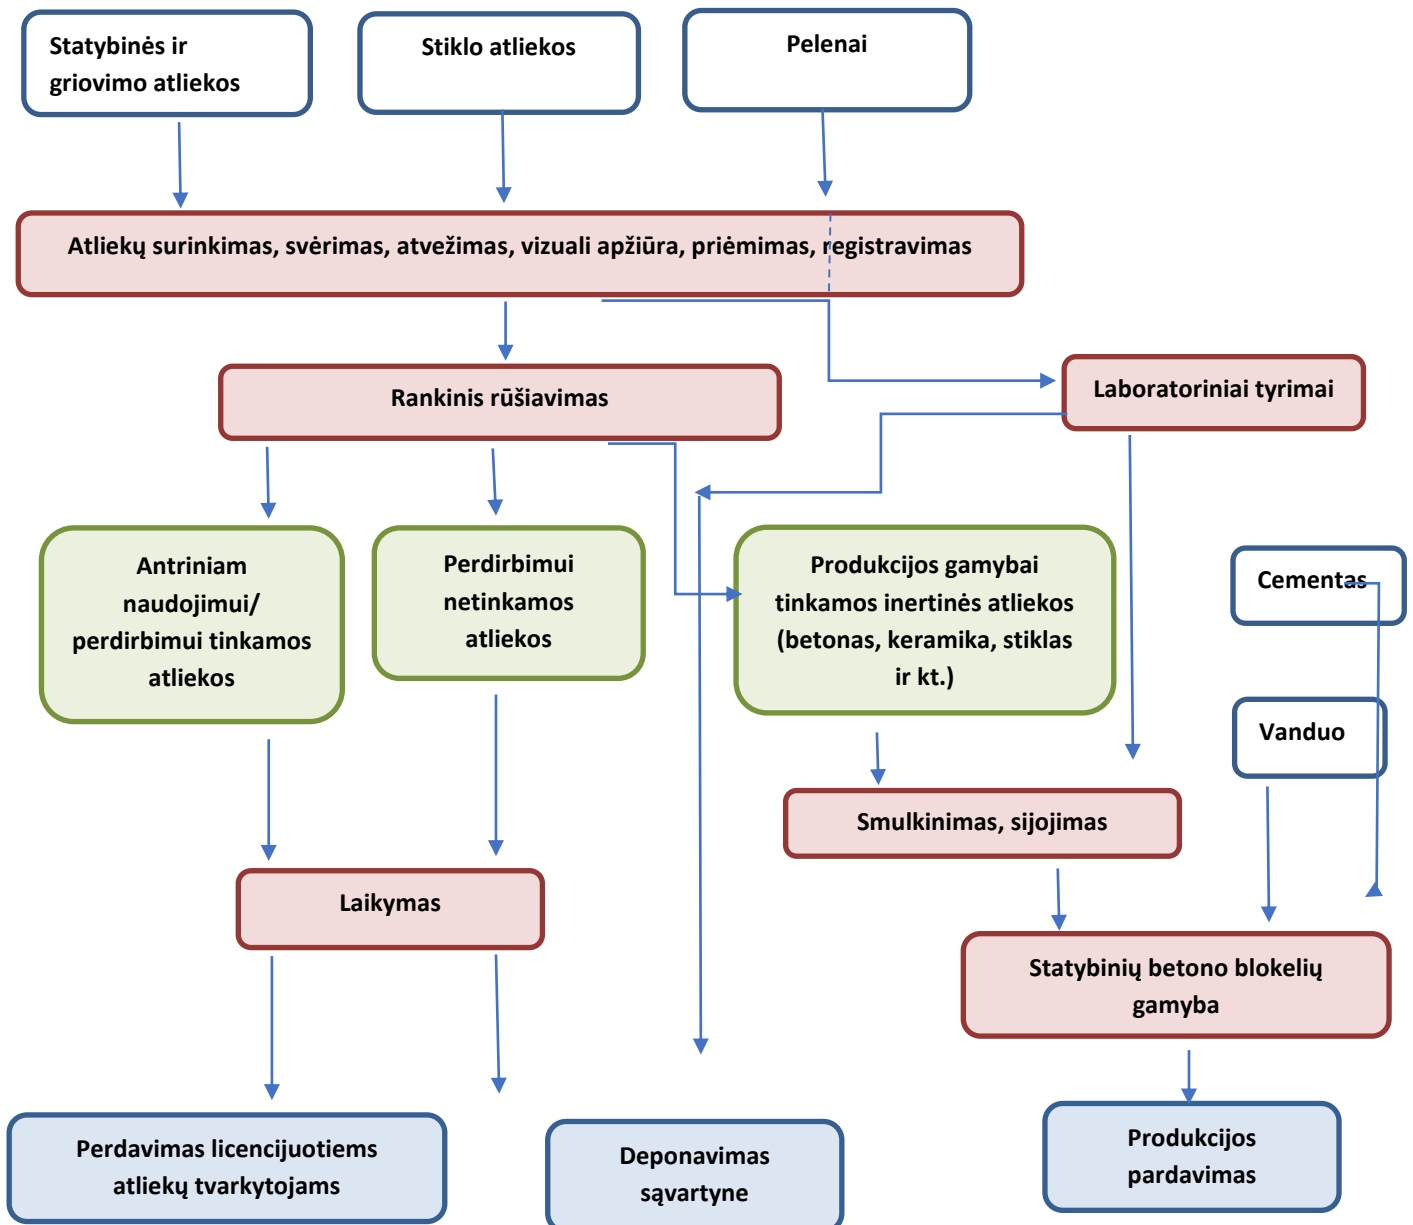 Statybinės ir
griovimo atliekos
Stiklo atliekos
Pelenai
Atliekų surinkimas, svėrimas, atvežimas, vizuali apžiūra, priėmimas, registravimas
Rankinis rūšiavimas
Laboratoriniai tyrimai
Antriniam
naudojimui/
perdirbimui tinkamos
atliekos
Perdirbimui
netinkamos
atliekos
Produkcijos gamybai
tinkamos inertinės atliekos
(betonas, keramika, stiklas
ir kt.)
Cementas
Vanduo
Smulkinimas, sijojimas
Laikymas
Statybinių betono blokelių
gamyba
Perdavimas licencijuotiems
atliekų tvarkytojams
Deponavimas
sąvartyne
Produkcijos
pardavimas